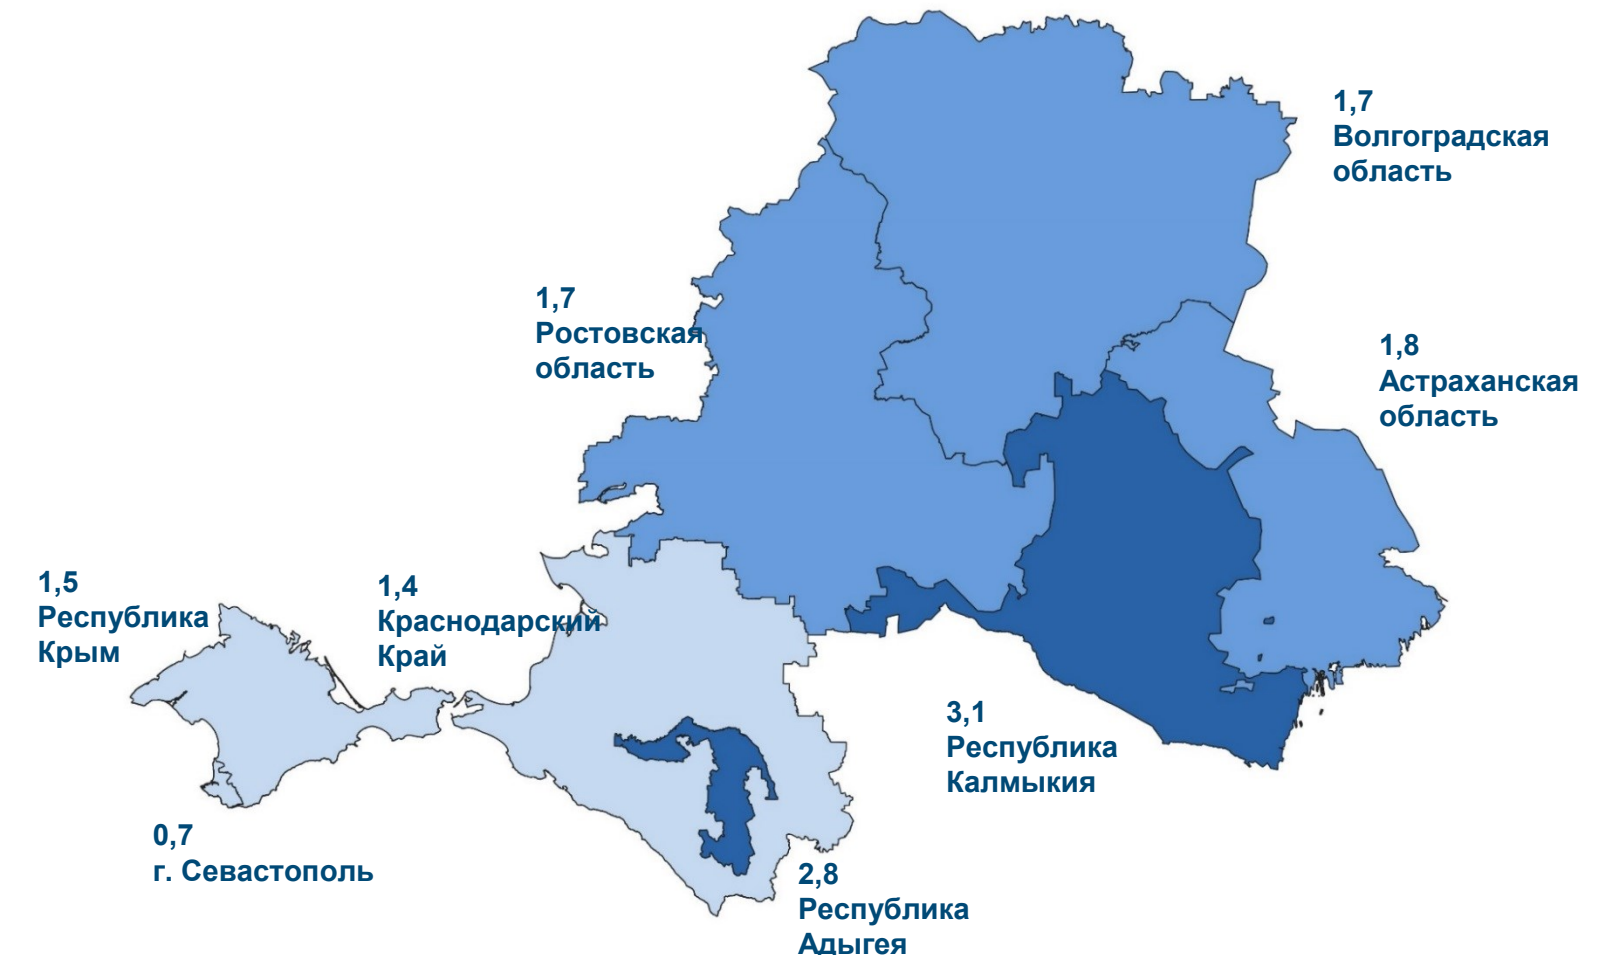 1,7
Волгоградская
область
1,7
Ростовская
область
1,8
Астраханская
область
1,5
Республика
Крым
1,4
Краснодарский
Край
3,1
Республика
Калмыкия
0,7
г. Севастополь
2,8
Республика
Адыгея